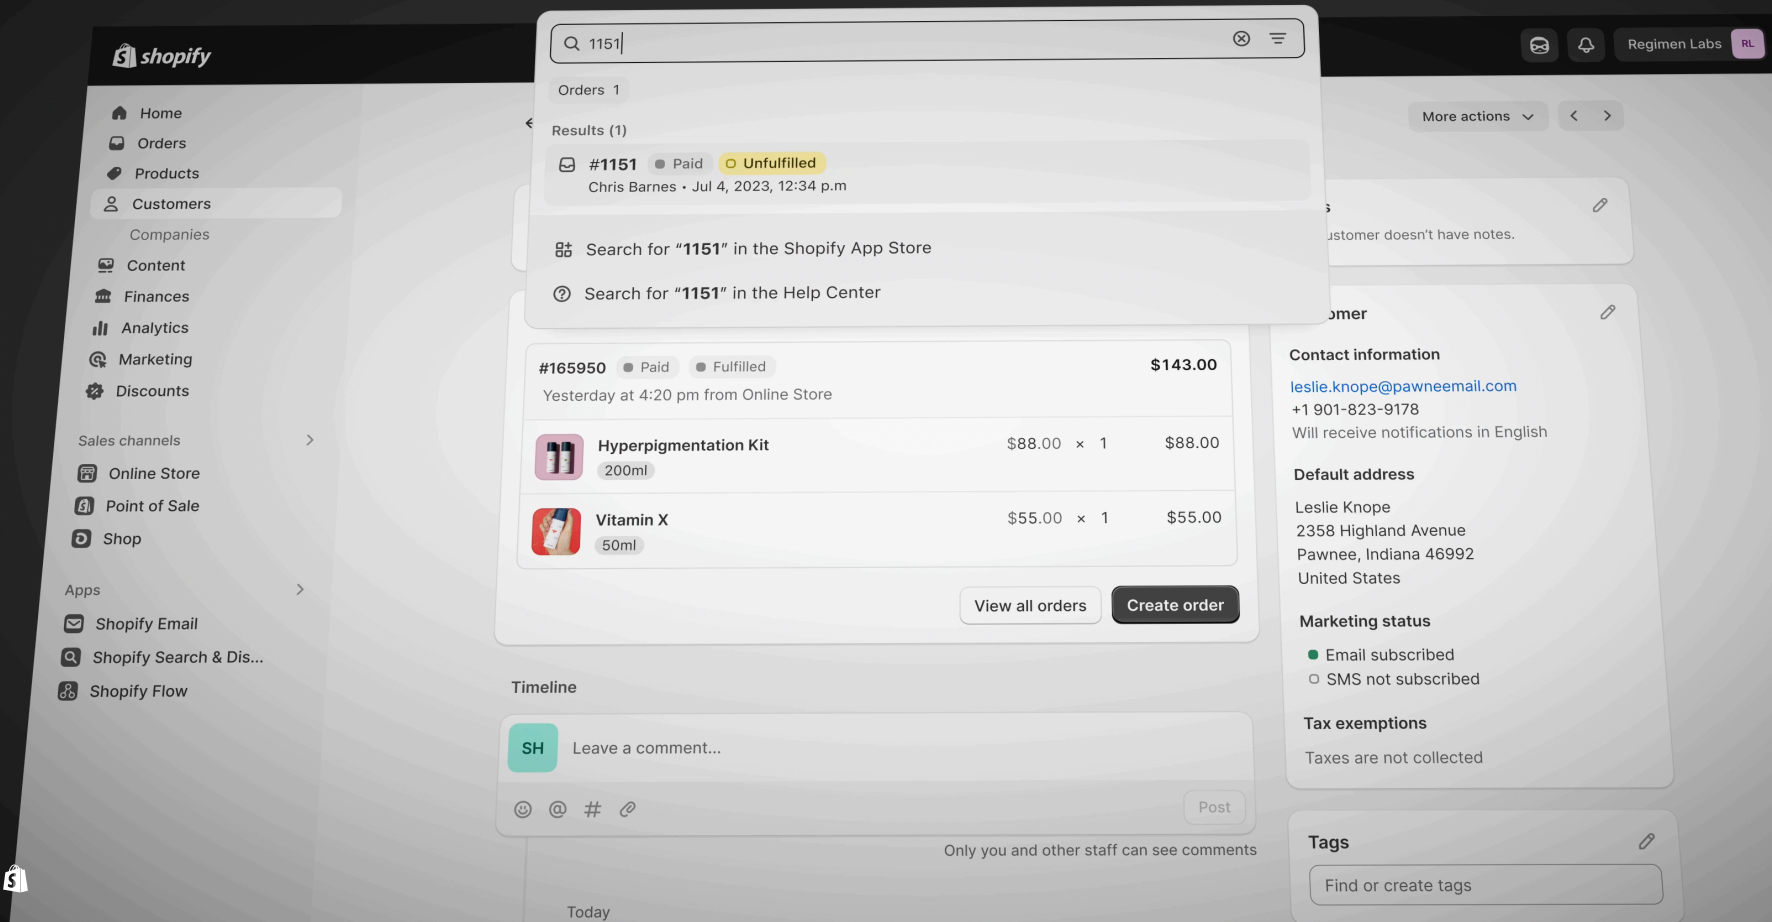 shopify
1151
Regimen Labs
RL
Orders 1
Results (1)
#1151 Paid Unfulfilled
Chris Barnes • Jul 4, 2023, 12:34 p.m
Search for “1151” in the Shopify App Store
Search for “1151” in the Help Center
Home
Orders
Products
Customers
Companies
Content
Finances
Analytics
Marketing
Discounts
Sales channels
Online Store
Point of Sale
Shop
Apps
Shopify Email
Shopify Search & Dis...
Shopify Flow
More actions
#165950 Paid Fulfilled $143.00
Yesterday at 4:20 pm from Online Store
Hyperpigmentation Kit $88.00 × 1 $88.00
200ml
Vitamin X $55.00 × 1 $55.00
50ml
View all orders
Create order
Timeline
SH
Leave a comment...
Post
Only you and other staff can see comments
Today
s
ustomer doesn’t have notes.
omer
Contact information
leslie.knope@pawneemail.com
+1 901-823-9178
Will receive notifications in English
Default address
Leslie Knope
2358 Highland Avenue
Pawnee, Indiana 46992
United States
Marketing status
Email subscribed
SMS not subscribed
Tax exemptions
Taxes are not collected
Tags
Find or create tags